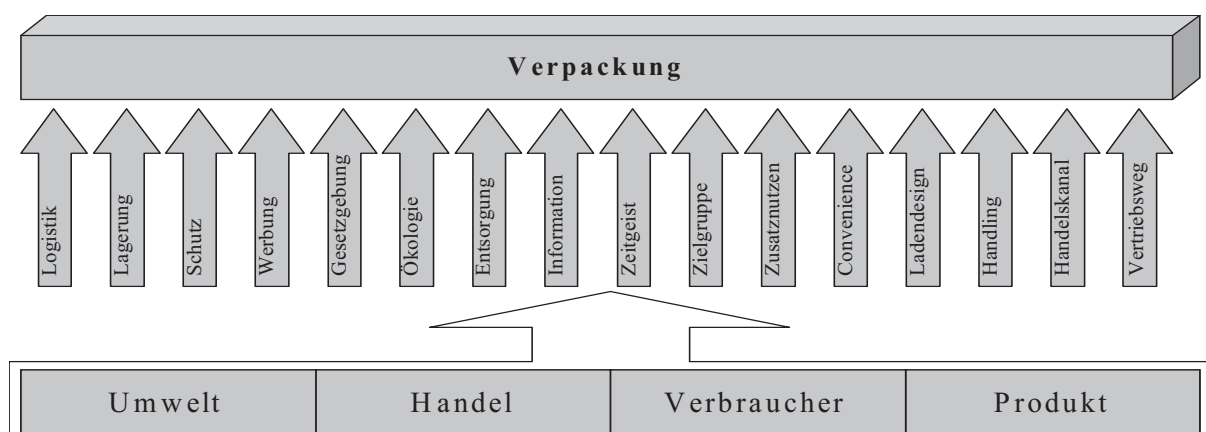 Verpackung
Logistik
Lagerung
Schutz
Werbung
Gesetzgebung
Ökologie
Entsorgung
Information
Zeitgeist
Zielgruppe
Zusatznutzen
Convenience
Ladendesign
Handling
Handelskanal
Vertriebsweg
Umwelt
Handel
Verbraucher
Produkt